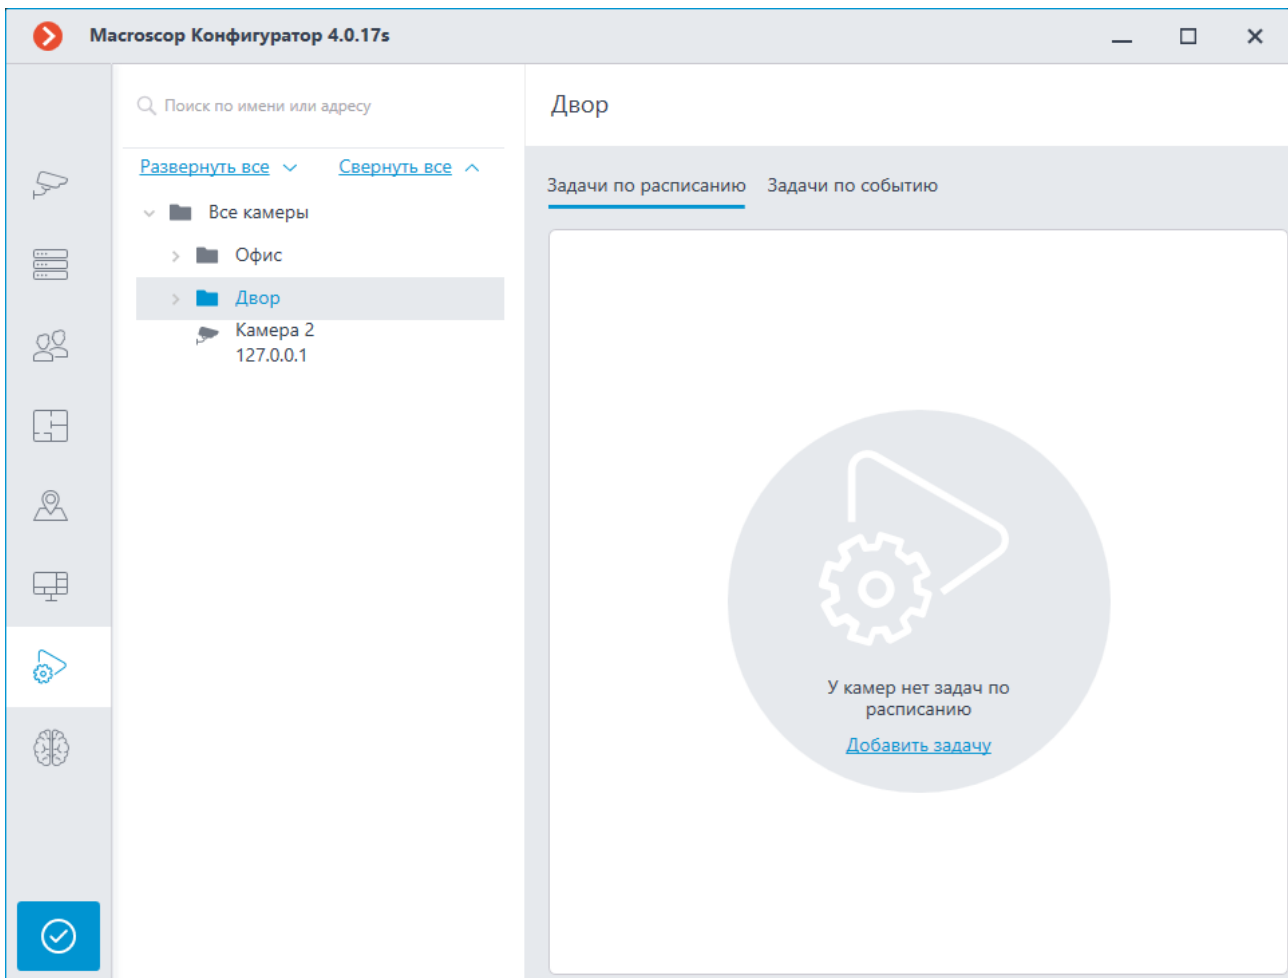 Macroscop Конфигуратор 4.0.17s
Поиск по имени или адресу
Развернуть все
Свернуть все
Все камеры
Офис
Двор
Камера 2
127.0.0.1
Двор
Задачи по расписанию
Задачи по событию
У камер нет задач по
расписанию
Добавить задачу